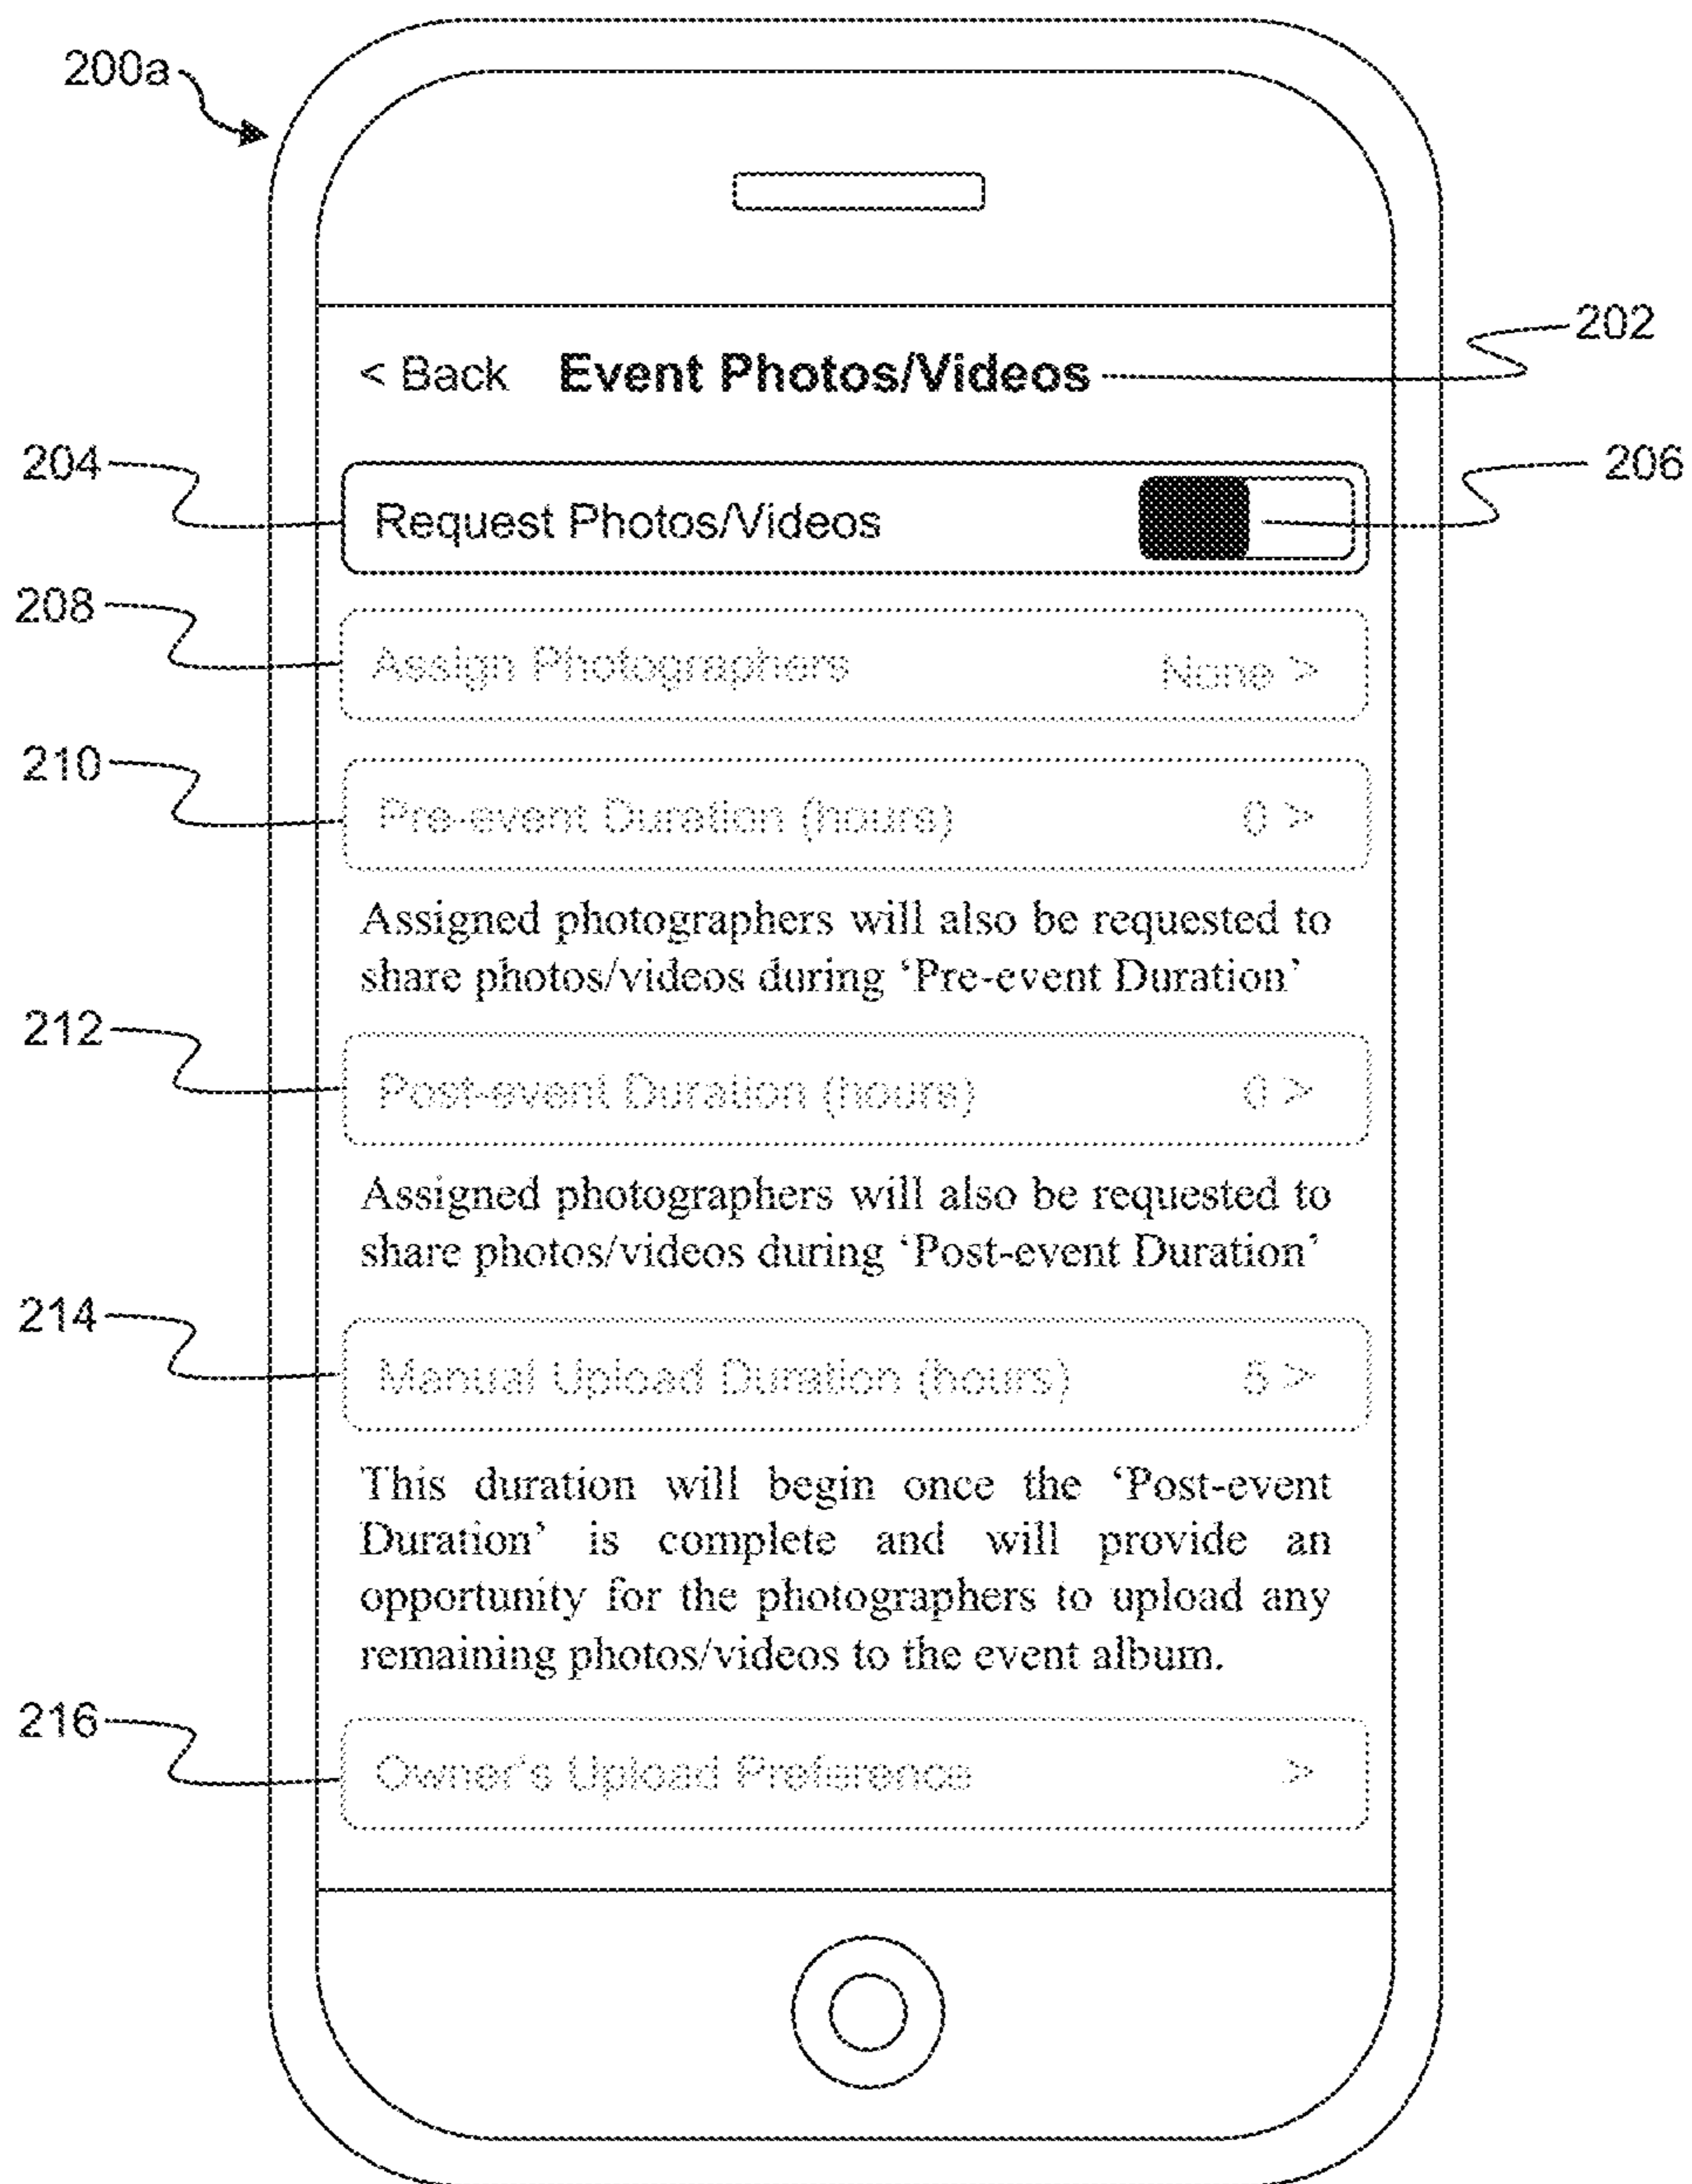 200a
202
< Back Event Photos/Videos
204
206
Request Photos/Videos
208
Assign Photographers None >
210
Pre-event Duration (hours) 0 >
Assigned photographers will also be requested to
share photos/videos during ‘Pre-event Duration’
212
Post-event Duration (hours) 0 >
Assigned photographers will also be requested to
share photos/videos during ‘Post-event Duration’
214
Manual Upload Duration (hours) 5 >
This duration will begin once the ‘Post-event
Duration’ is complete and will provide an
opportunity for the photographers to upload any
remaining photos/videos to the event album.
216
Owner's Upload Preference >